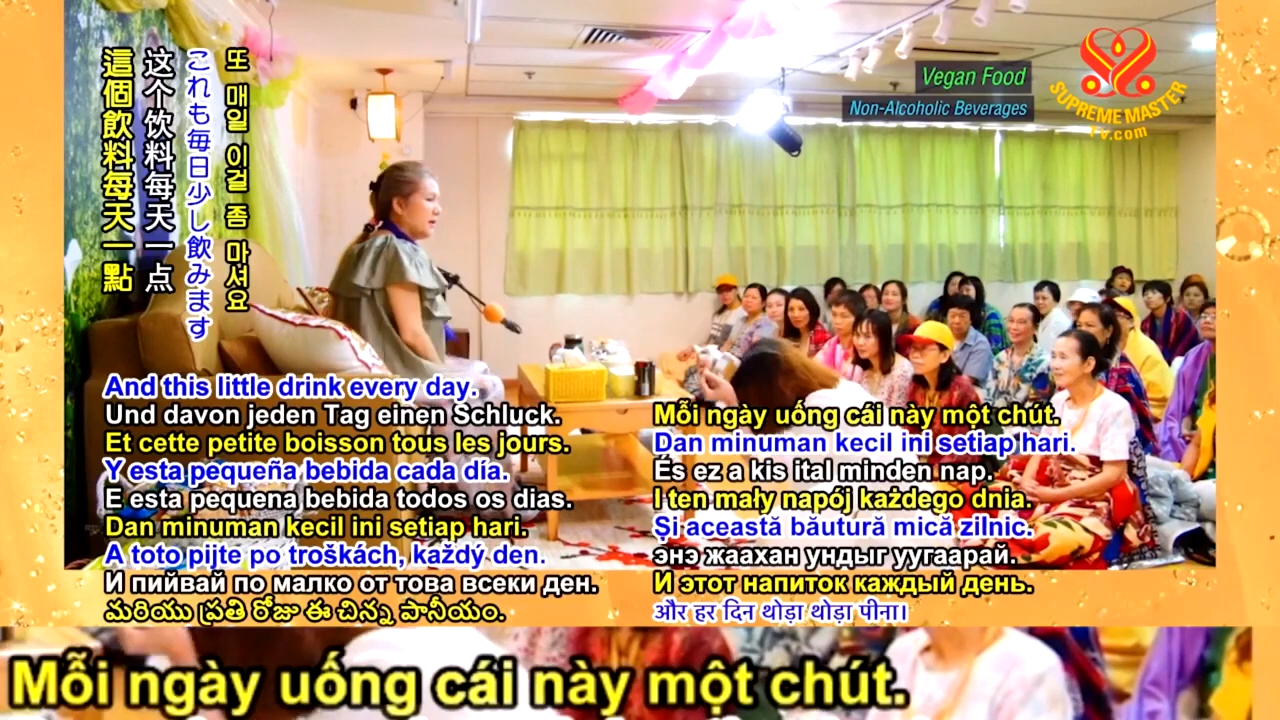 Vegan Food
Non-Alcoholic Beverages
SUPREME MASTER
TV.com
這個飲料每天一點
这个饮料每天一点
これも毎日少し飲みます
또 매일 이걸 좀 마셔요
And this little drink every day.
Und davon jeden Tag einen Schluck.
Et cette petite boisson tous les jours.
Y esta pequeña bebida cada día.
E esta pequena bebida todos os dias.
Dan minuman kecil ini setiap hari.
A toto pijte po troškách, každý den.
И пийвай по малко от това всеки ден.
మరియు ప్రతి రోజు ఈ చిన్న పానీయం.
Mỗi ngày uống cái này một chút.
Dan minuman kecil ini setiap hari.
És ez a kis ital minden nap.
I ten mały napój każdego dnia.
Și această băutură mică zilnic.
энэ жаахан ундыг уугаарай.
И этот напиток каждый день.
और हर दिन थोड़ा थोड़ा पीना।
Mỗi ngày uống cái này một chút.